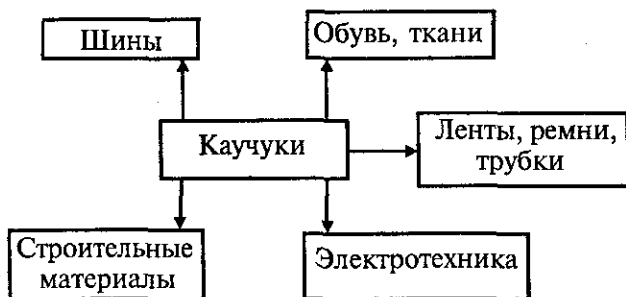 Шины
Обувь, ткани
Каучуки
Ленты, ремни,
трубки
Строительные
материалы
Электротехника